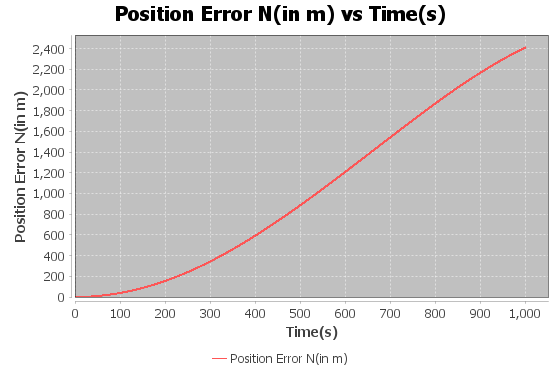 Position Error N(in m) vs Time(s)
Position Error N(in m)
2,400
2,200
2,000
1,800
1,600
1,400
1,200
1,000
800
600
400
200
0
0 100 200 300 400 500 600 700 800 900 1,000
Time(s)
Position Error N(in m)